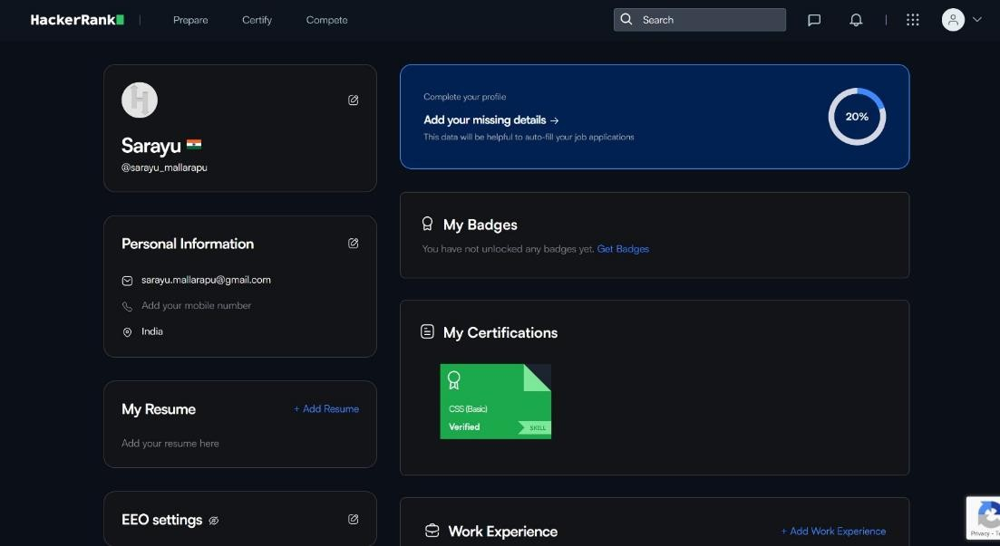 HackerRank
Prepare
Certify
Compete
Search
Sarayu
@sarayu_mallarapu
Personal Information
sarayu.mallarapu@gmail.com
Add your mobile number
India
My Resume
+ Add Resume
Add your resume here
EEO settings
Complete your profile
Add your missing details →
This data will be helpful to auto-fill your job applications
20%
My Badges
You have not unlocked any badges yet. Get Badges
My Certifications
CSS (Basic)
Verified
SKILL
Work Experience
+ Add Work Experience
Privacy -